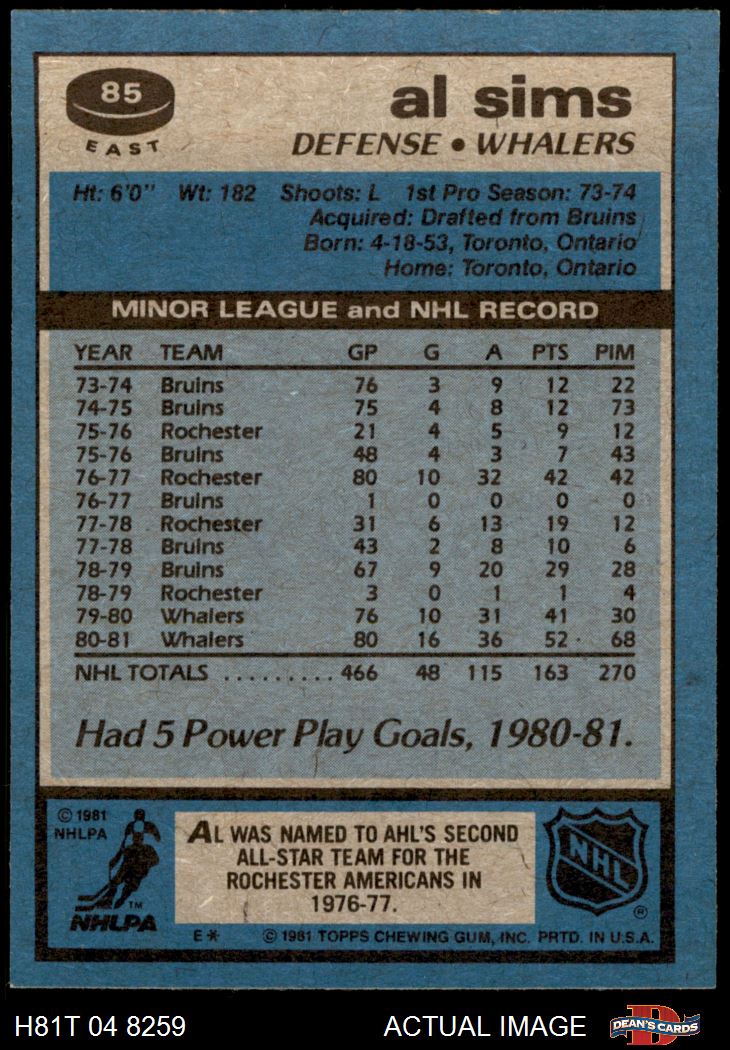 85
EAST
al sims
DEFENSE • WHALERS
Ht: 6'0" Wt: 182 Shoots: L 1st Pro Season: 73-74
Acquired: Drafted from Bruins
Born: 4-18-53, Toronto, Ontario
Home: Toronto, Ontario
MINOR LEAGUE and NHL RECORD
YEAR TEAM GP G A PTS PIM
73-74 Bruins 76 3 9 12 22
74-75 Bruins 75 4 8 12 73
75-76 Rochester 21 4 5 9 12
75-76 Bruins 48 4 3 7 43
76-77 Rochester 80 10 32 42 42
76-77 Bruins 1 0 0 0 0
77-78 Rochester 31 6 13 19 12
77-78 Bruins 43 2 8 10 6
78-79 Bruins 67 9 20 29 28
78-79 Rochester 3 0 1 1 4
79-80 Whalers 76 10 31 41 30
80-81 Whalers 80 16 36 52 68
NHL TOTALS .......... 466 48 115 163 270
Had 5 Power Play Goals, 1980-81.
© 1981
NHLPA
TM
NHLPA
AL WAS NAMED TO AHL'S SECOND
ALL-STAR TEAM FOR THE
ROCHESTER AMERICANS IN
1976-77.
NHL
®
E* © 1981 TOPPS CHEWING GUM, INC. PRTD. IN U.S.A.
H81T 04 8259 ACTUAL IMAGE
D
DEAN'S CARDS